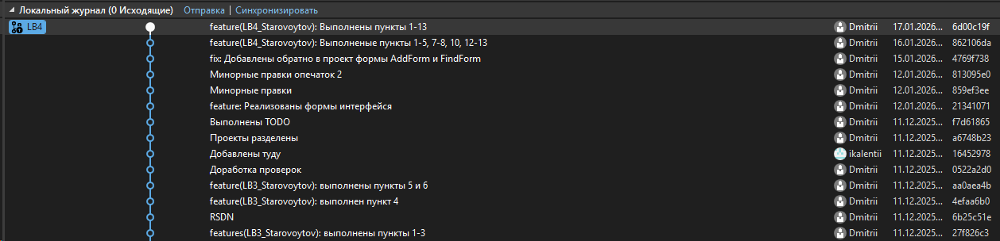 Локальный журнал (0 Исходящие) Отправка | Синхронизировать
LB4 feature(LB4_Starovoytov): Выполнены пункты 1-13 Dmitrii 17.01.2026... 6d00c19f
feature(LB4_Starovoytov): Выполненые пункты 1-5, 7-8, 10, 12-13 Dmitrii 16.01.2026... 862106da
fix: Добавлены обратно в проект формы AddForm и FindForm Dmitrii 15.01.2026... 4769f738
Минорные правки опечаток 2 Dmitrii 12.01.2026... 813095e0
Минорные правки Dmitrii 12.01.2026... 859ef3ee
feature: Реализованы формы интерфейся Dmitrii 12.01.2026... 21341071
Выполнены TODO Dmitrii 11.12.2025... f7d61865
Проекты разделены Dmitrii 11.12.2025... a6748b23
Добавлены туду ikalentii 11.12.2025... 16452978
Доработка проверок Dmitrii 11.12.2025... 0522a2d0
feature(LB3_Starovoytov): выполнены пункты 5 и 6 Dmitrii 11.12.2025... aa0aea4b
feature(LB3_Starovoytov): выполнен пункт 4 Dmitrii 11.12.2025... 4efaa6b0
RSDN Dmitrii 11.12.2025... 6b25c51e
features(LB3_Starovoytov): выполнены пункты 1-3 Dmitrii 11.12.2025... 27f826c3